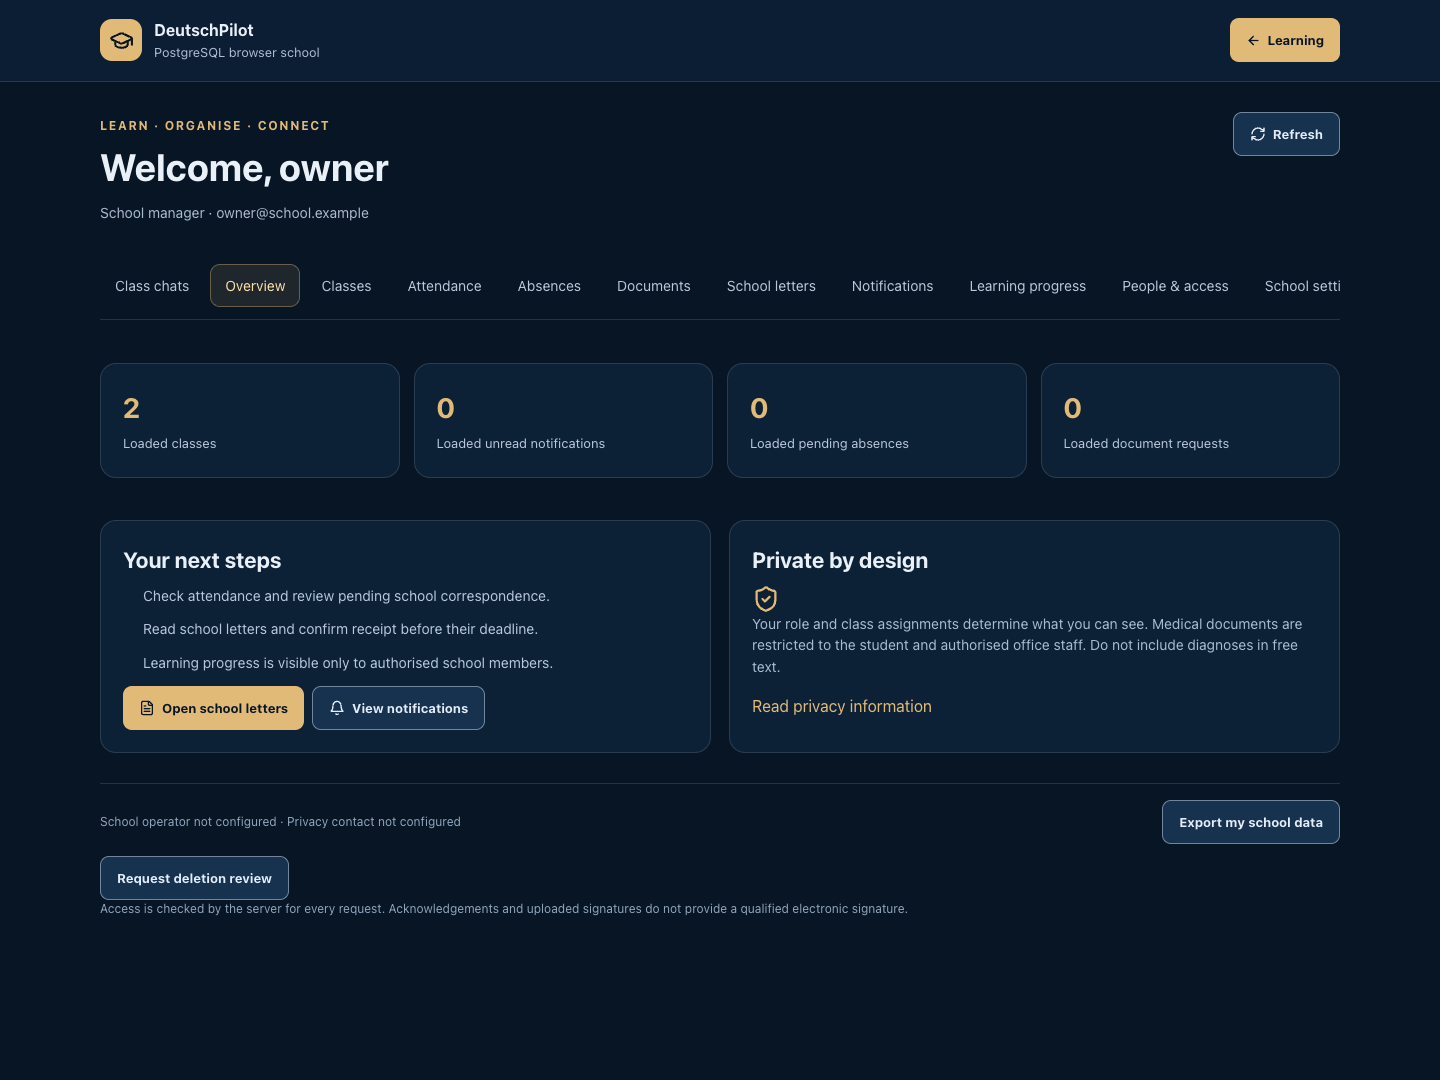 DeutschPilot
PostgreSQL browser school
Learning
LEARN · ORGANISE · CONNECT
Welcome, owner
School manager · owner@school.example
Refresh
Class chats Overview Classes Attendance Absences Documents School letters Notifications Learning progress People & access School setti
2
Loaded classes
0
Loaded unread notifications
0
Loaded pending absences
0
Loaded document requests
Your next steps
Check attendance and review pending school correspondence.
Read school letters and confirm receipt before their deadline.
Learning progress is visible only to authorised school members.
Open school letters View notifications
Private by design
Your role and class assignments determine what you can see. Medical documents are
restricted to the student and authorised office staff. Do not include diagnoses in free
text.
Read privacy information
School operator not configured · Privacy contact not configured
Export my school data
Request deletion review
Access is checked by the server for every request. Acknowledgements and uploaded signatures do not provide a qualified electronic signature.